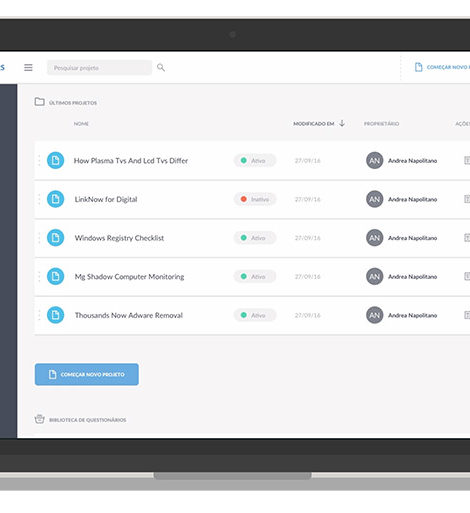 S
Pesquisar projeto
COMEÇAR NOVO P
ÚLTIMOS PROJETOS
NOME MODIFICADO EM PROPRIETÁRIO AÇÕES
How Plasma Tvs And Lcd Tvs Differ Ativo 27/09/16 AN Andrea Napolitano
LinkNow for Digital Inativo 27/09/16 AN Andrea Napolitano
Windows Registry Checklist Ativo 27/09/16 AN Andrea Napolitano
Mg Shadow Computer Monitoring Ativo 27/09/16 AN Andrea Napolitano
Thousands Now Adware Removal Ativo 27/09/16 AN Andrea Napolitano
COMEÇAR NOVO PROJETO
BIBLIOTECA DE QUESTIONÁRIOS